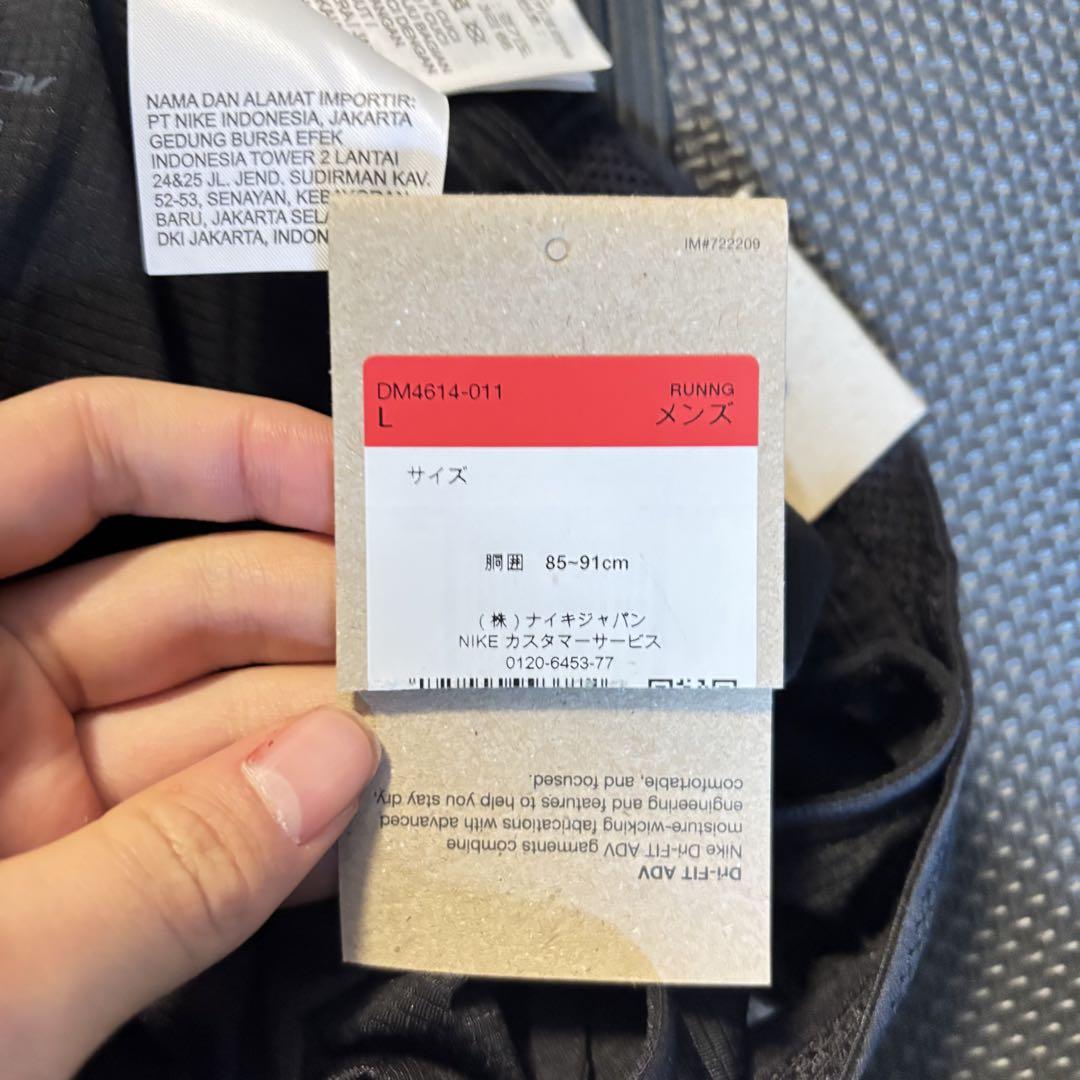 NAMA DAN ALAMAT IMPORTIR:
PT NIKE INDONESIA, JAKARTA
GEDUNG BURSA EFEK
INDONESIA TOWER 2 LANTAI
24&25 JL. JEND. SUDIRMAN KAV.
52-53, SENAYAN,
BARU, JAKARTA
DKI JAKARTA,
IM#722209
DM4614-011
RUNNG
L
メンズ
サイズ
胴囲 85~91cm
(株)ナイキジャパン
NIKE カスタマーサービス
0120-6453-77
Dri-FIT ADV
Nike Dri-FIT ADV garments combine
moisture-wicking fabrications with advanced
engineering and features to help you stay dry,
comfortable, and focused.